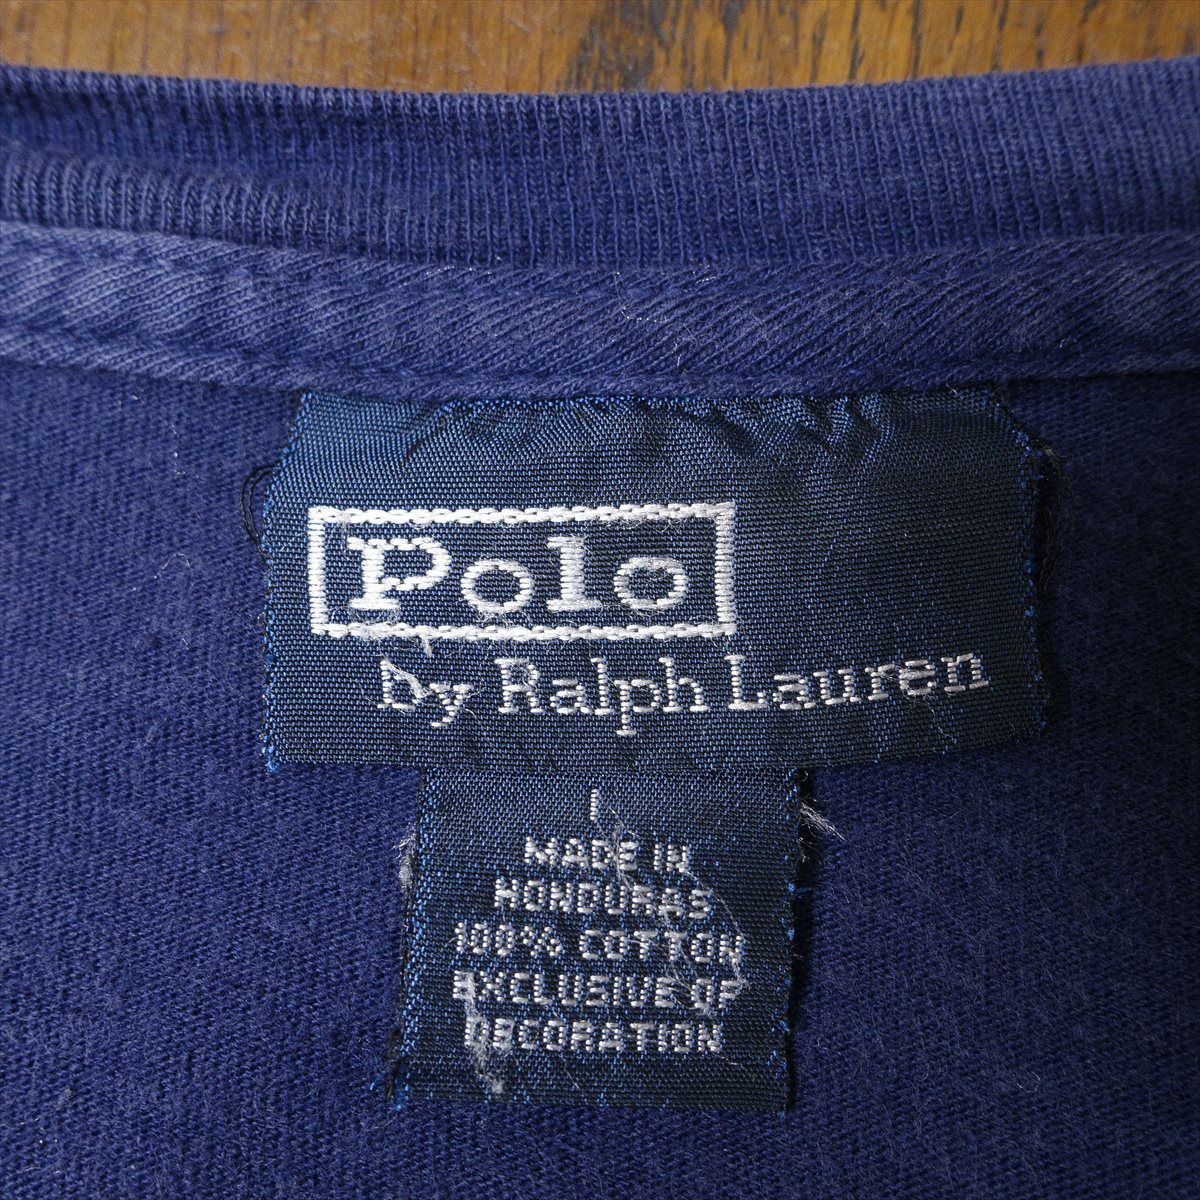 Polo
by Ralph Lauren
MADE IN
HONDURAS
100% COTTON
EXCLUSIVE OF
DECORATION